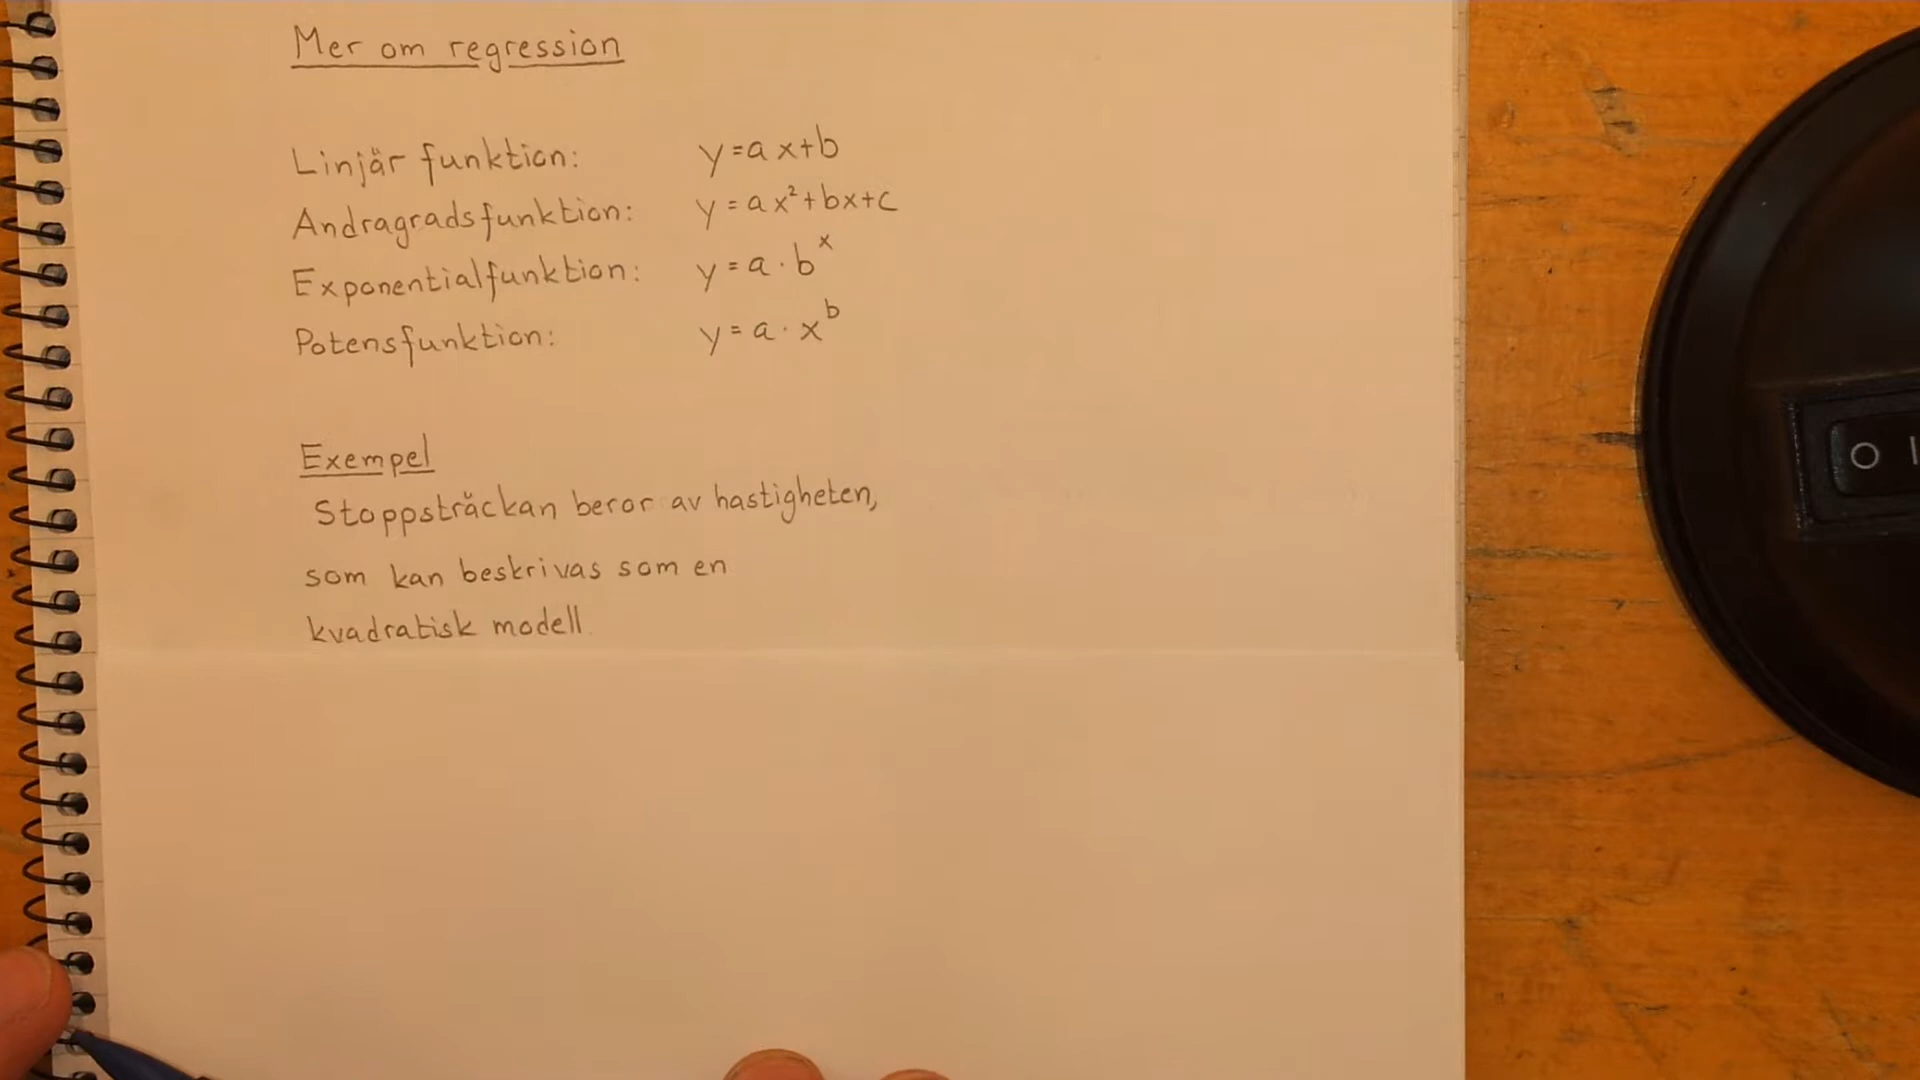 Mer om regression
Linjär funktion: y=ax+b
Andragradsfunktion: y=ax²+bx+c
Exponentialfunktion: y=a·b^x
Potensfunktion: y=a·x^b
Exempel
Stoppsträckan beror av hastigheten,
som kan beskrivas som en
kvadratisk modell
O I